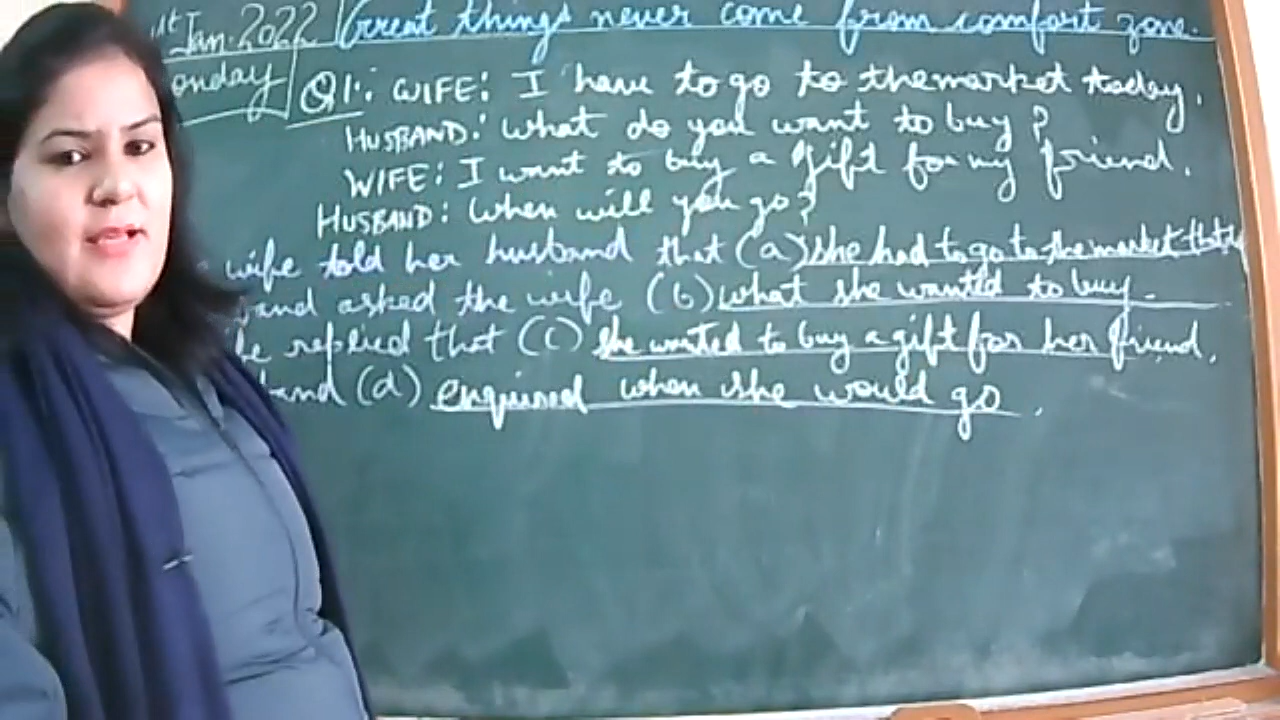 st Jan. 2022 Great things never come from comfort zone.
onday
Q1.: WIFE: I have to go to the market today.
HUSBAND: What do you want to buy?
WIFE: I want to buy a gift for my friend.
HUSBAND: When will you go?
wife told her husband that (a) she had to go to the market that
and asked the wife (b) what she wanted to buy.
he replied that (c) she wanted to buy a gift for her friend.
band (d) enquired when she would go.